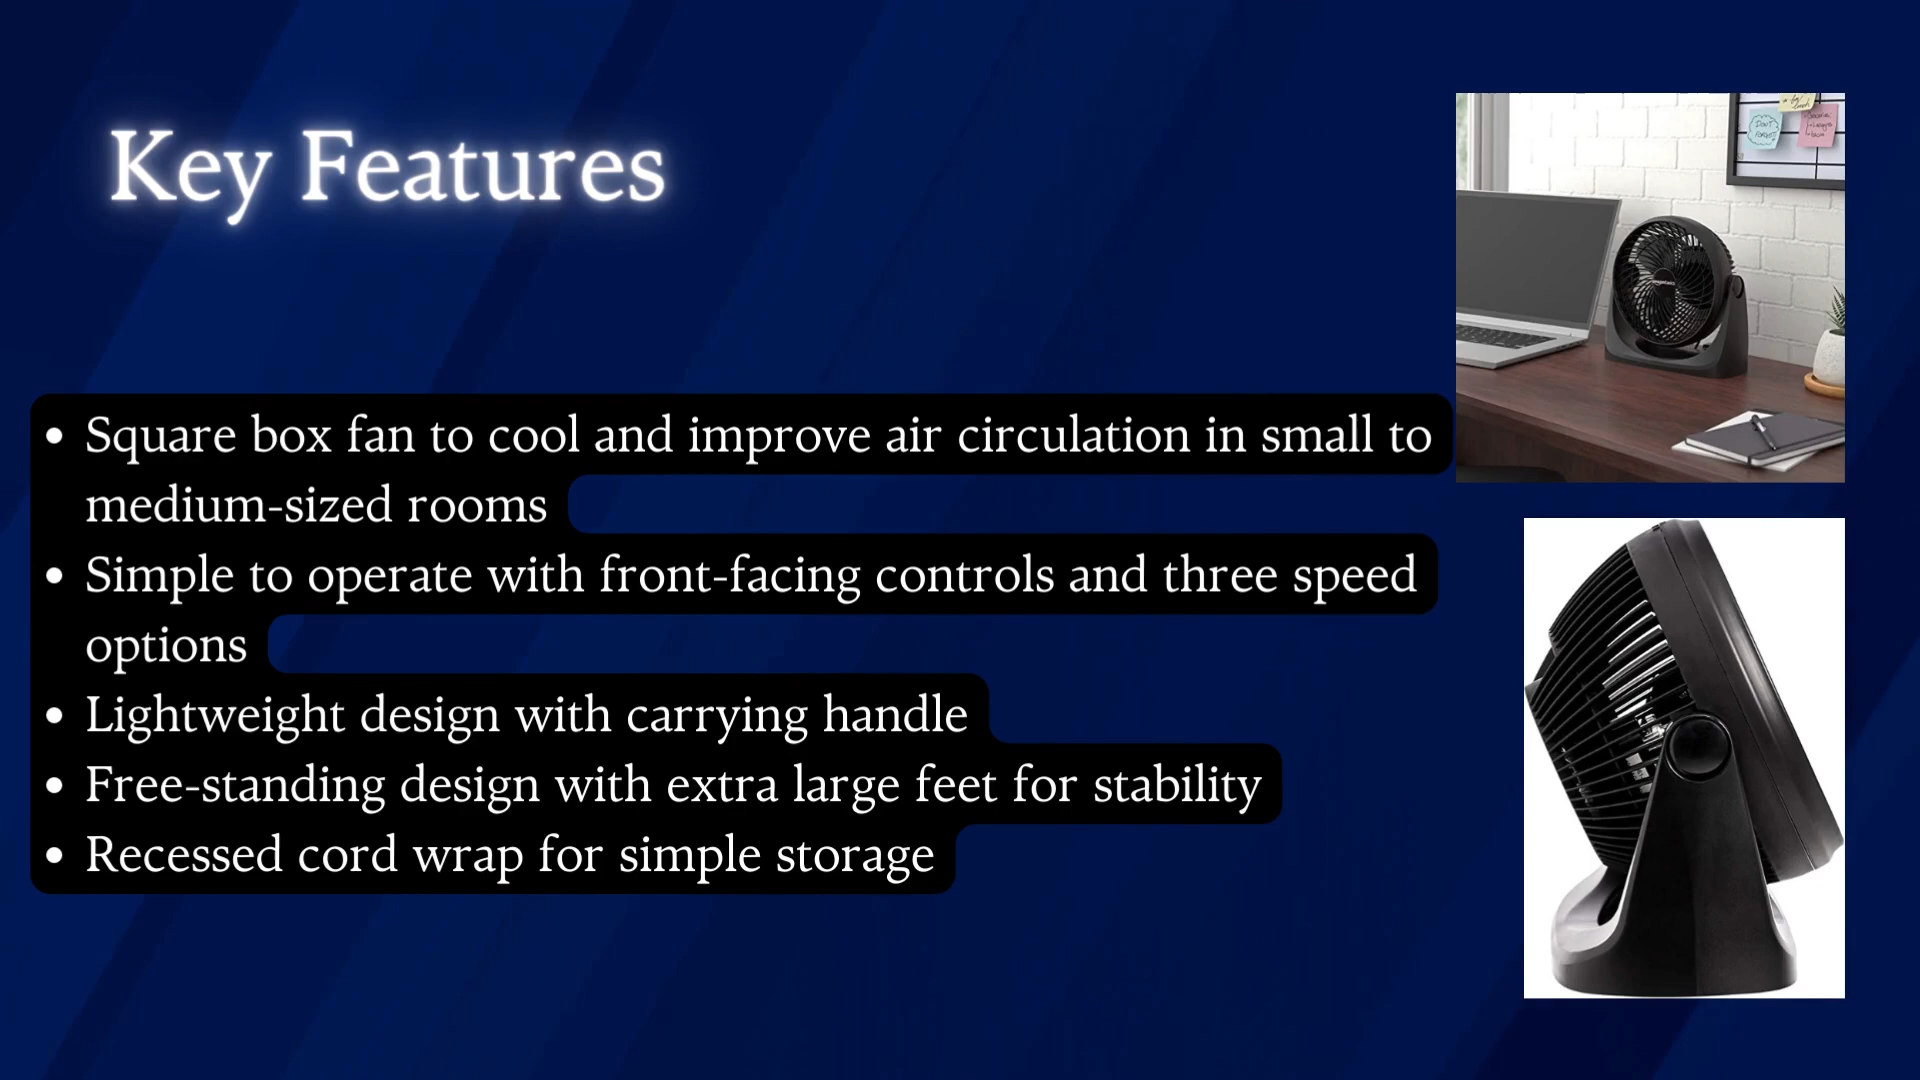 Key Features
• Square box fan to cool and improve air circulation in small to
medium-sized rooms
• Simple to operate with front-facing controls and three speed
options
• Lightweight design with carrying handle
• Free-standing design with extra large feet for stability
• Recessed cord wrap for simple storage
DON'T
FORGET!!